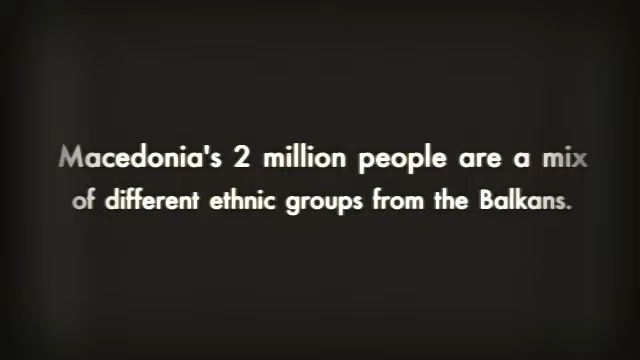 Macedonia's 2 million people are a mix
of different ethnic groups from the Balkans.